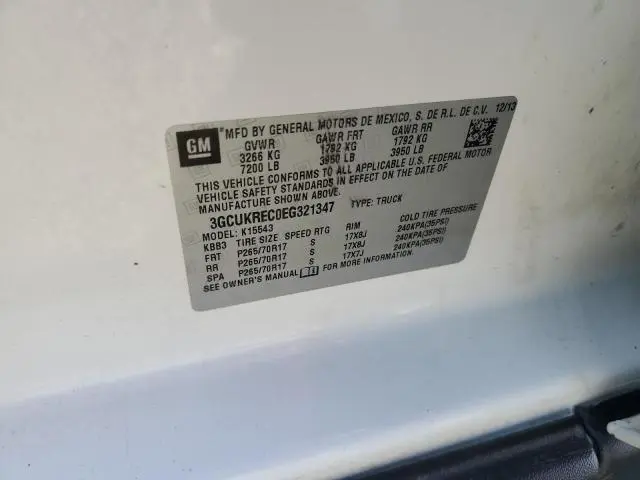 GM
*MFD BY GENERAL MOTORS DE MEXICO, S. DE R.L. DE C.V. 12/13
GVWR GAWR FRT GAWR RR
3266 KG 1792 KG 1792 KG
7200 LB 3950 LB 3950 LB
THIS VEHICLE CONFORMS TO ALL APPLICABLE U.S. FEDERAL MOTOR
VEHICLE SAFETY STANDARDS IN EFFECT ON THE DATE OF
MANUFACTURE SHOWN ABOVE.
3GCUKREC0EG321347 TYPE: TRUCK
MODEL: K15543
KBB3 TIRE SIZE SPEED RTG RIM COLD TIRE PRESSURE
FRT P265/70R17 S 17X8J 240KPA(35PSI)
RR P265/70R17 S 17X8J 240KPA(35PSI)
SPA P265/70R17 S 17X7J 240KPA(35PSI)
SEE OWNER'S MANUAL